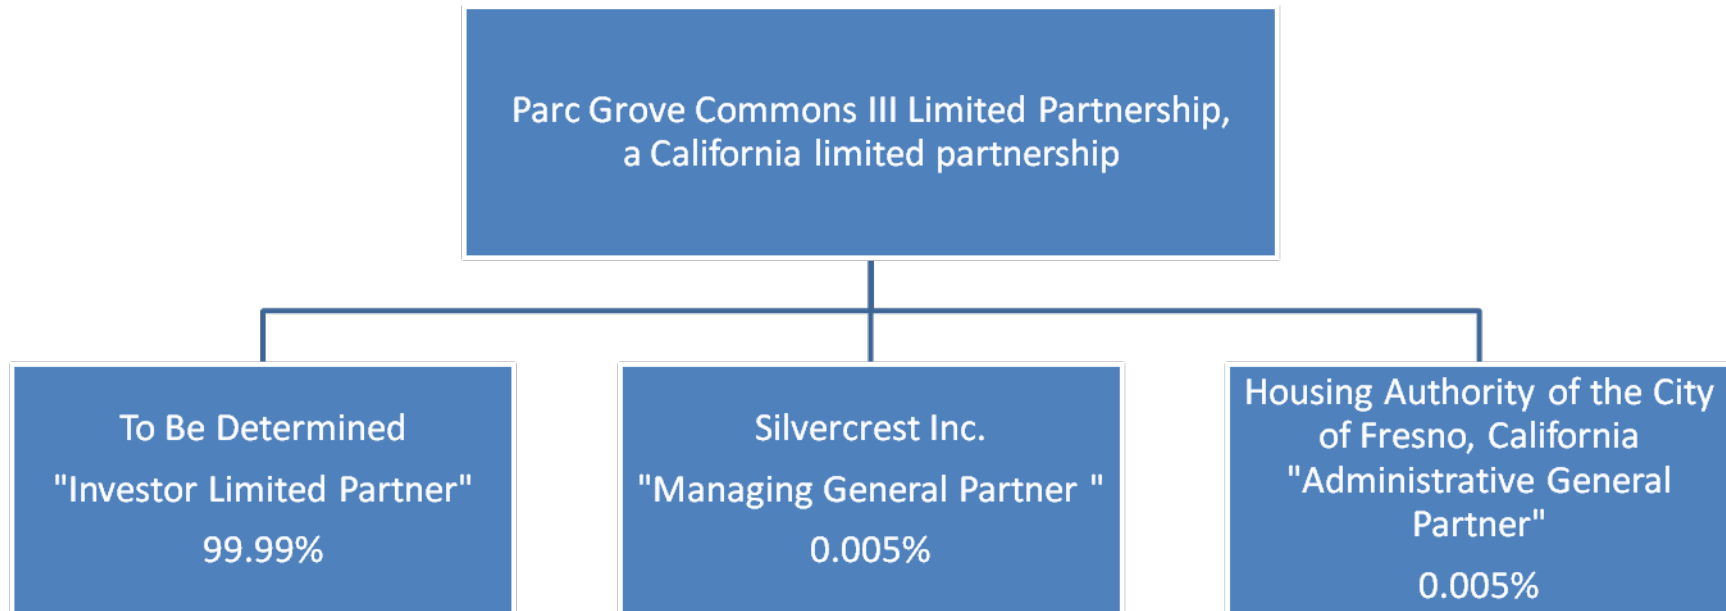 Parc Grove Commons III Limited Partnership,
a California limited partnership
To Be Determined
"Investor Limited Partner"
99.99%
Silvercrest Inc.
"Managing General Partner "
0.005%
Housing Authority of the City
of Fresno, California
"Administrative General
Partner"
0.005%